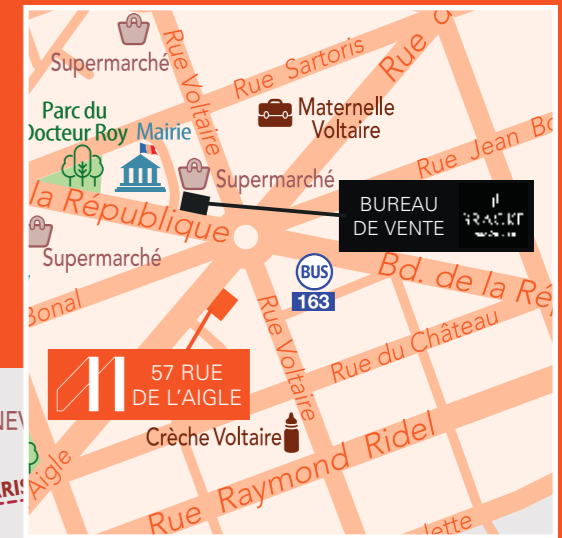 Supermarché
Rue Voltaire
Rue Sartoris
Rue
Parc du
Docteur Roy
Mairie
Maternelle
Voltaire
Rue Jean
Supermarché
la République
BUREAU
DE VENTE
Supermarché
BUS
163
Bd. de la Ré
Bonal
Rue Voltaire
Rue du Château
57 RUE
DE L'AIGLE
Crèche Voltaire
Aigle
Rue Raymond Ridel